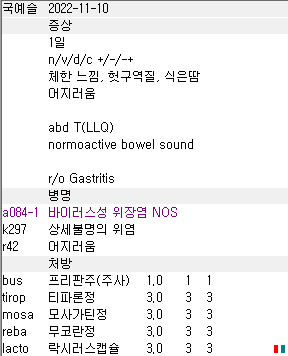 국예슬 2022-11-10
증상
1일
n/v/d/c +/-/-+
체한 느낌, 헛구역질, 식은땀
어지러움
abd T(LLQ)
normoactive bowel sound
r/o Gastritis
병명
a084-1 바이러스성 위장염 NOS
k297 상세불명의 위염
r42 어지러움
처방
bus 프리판주(주사) 1,0 1 1
tirop 티파론정 3,0 3 3
mosa 모사가틴정 3,0 3 3
reba 무코란정 3,0 3 3
lacto 락시러스캡슐 3,0 3 3